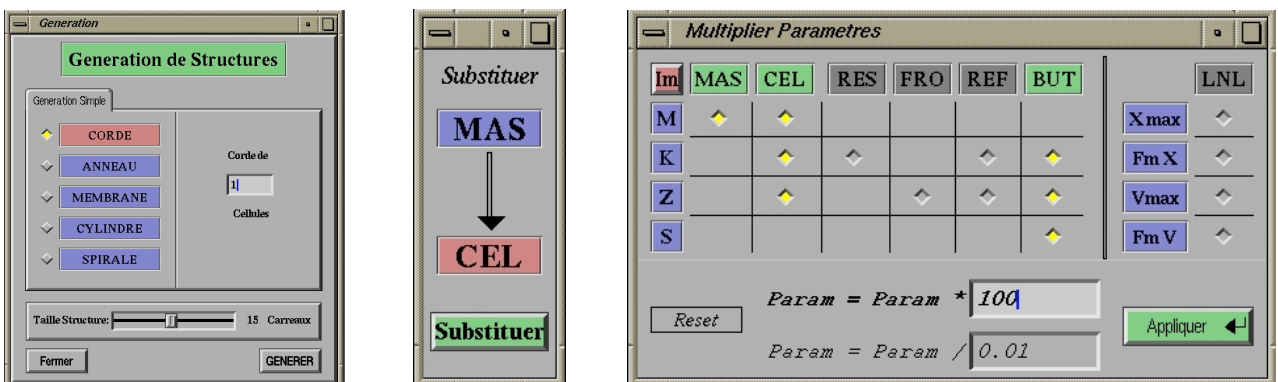 Generation
Generation de Structures
Generation Simple
CORDE
ANNEAU
MEMBRANE
CYLINDRE
SPIRALE
Corde de
1
Cellules
Taille Structure: 15 Carreaux
Fermer GENERER
Substituer
MAS
CEL
Substituer
Multiplier Parametres
Im MAS CEL RES FRO REF BUT LNL
M Xmax
K Fm X
Z Vmax
S Fm V
Param = Param * 100
Reset
Param = Param / 0.01
Appliquer